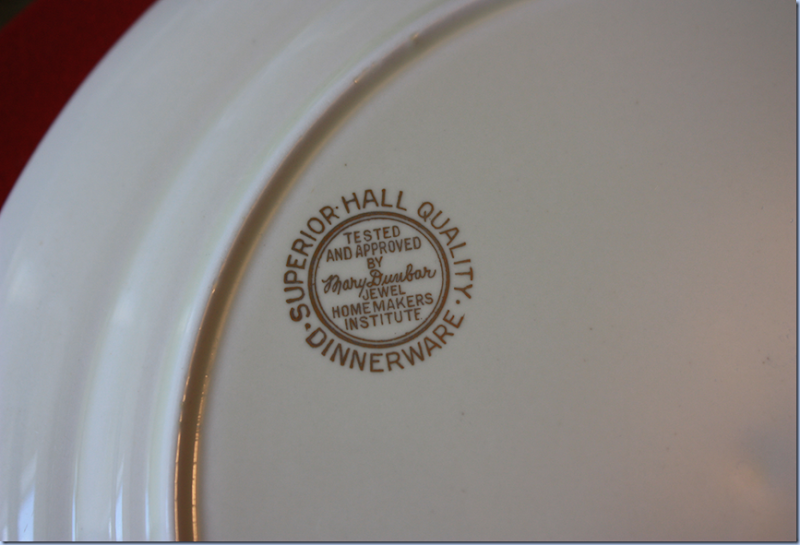 SUPERIOR·HALL QUALITY·
TESTED
AND APPROVED
BY
Mary Dunbar
JEWEL
HOMEMAKERS
INSTITUTE
·DINNERWARE·